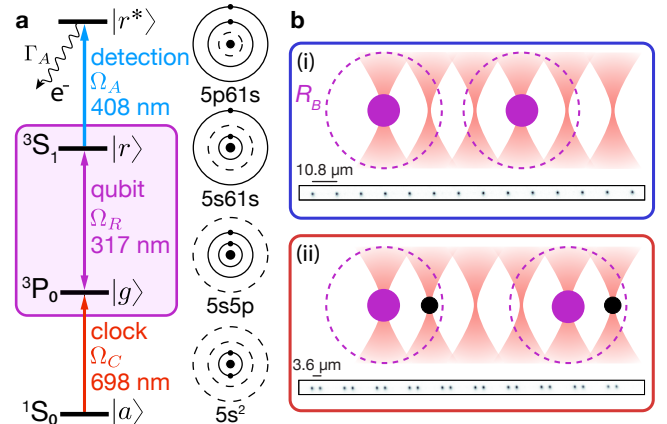 a
|r*⟩
Γ_A
e⁻
detection
Ω_A
408 nm
5p61s
³S₁
|r⟩
qubit
Ω_R
317 nm
5s61s
³P₀
|g⟩
5s5p
clock
Ω_C
698 nm
¹S₀
|a⟩
5s²
b
(i)
R_B
10.8 μm
(ii)
3.6 μm